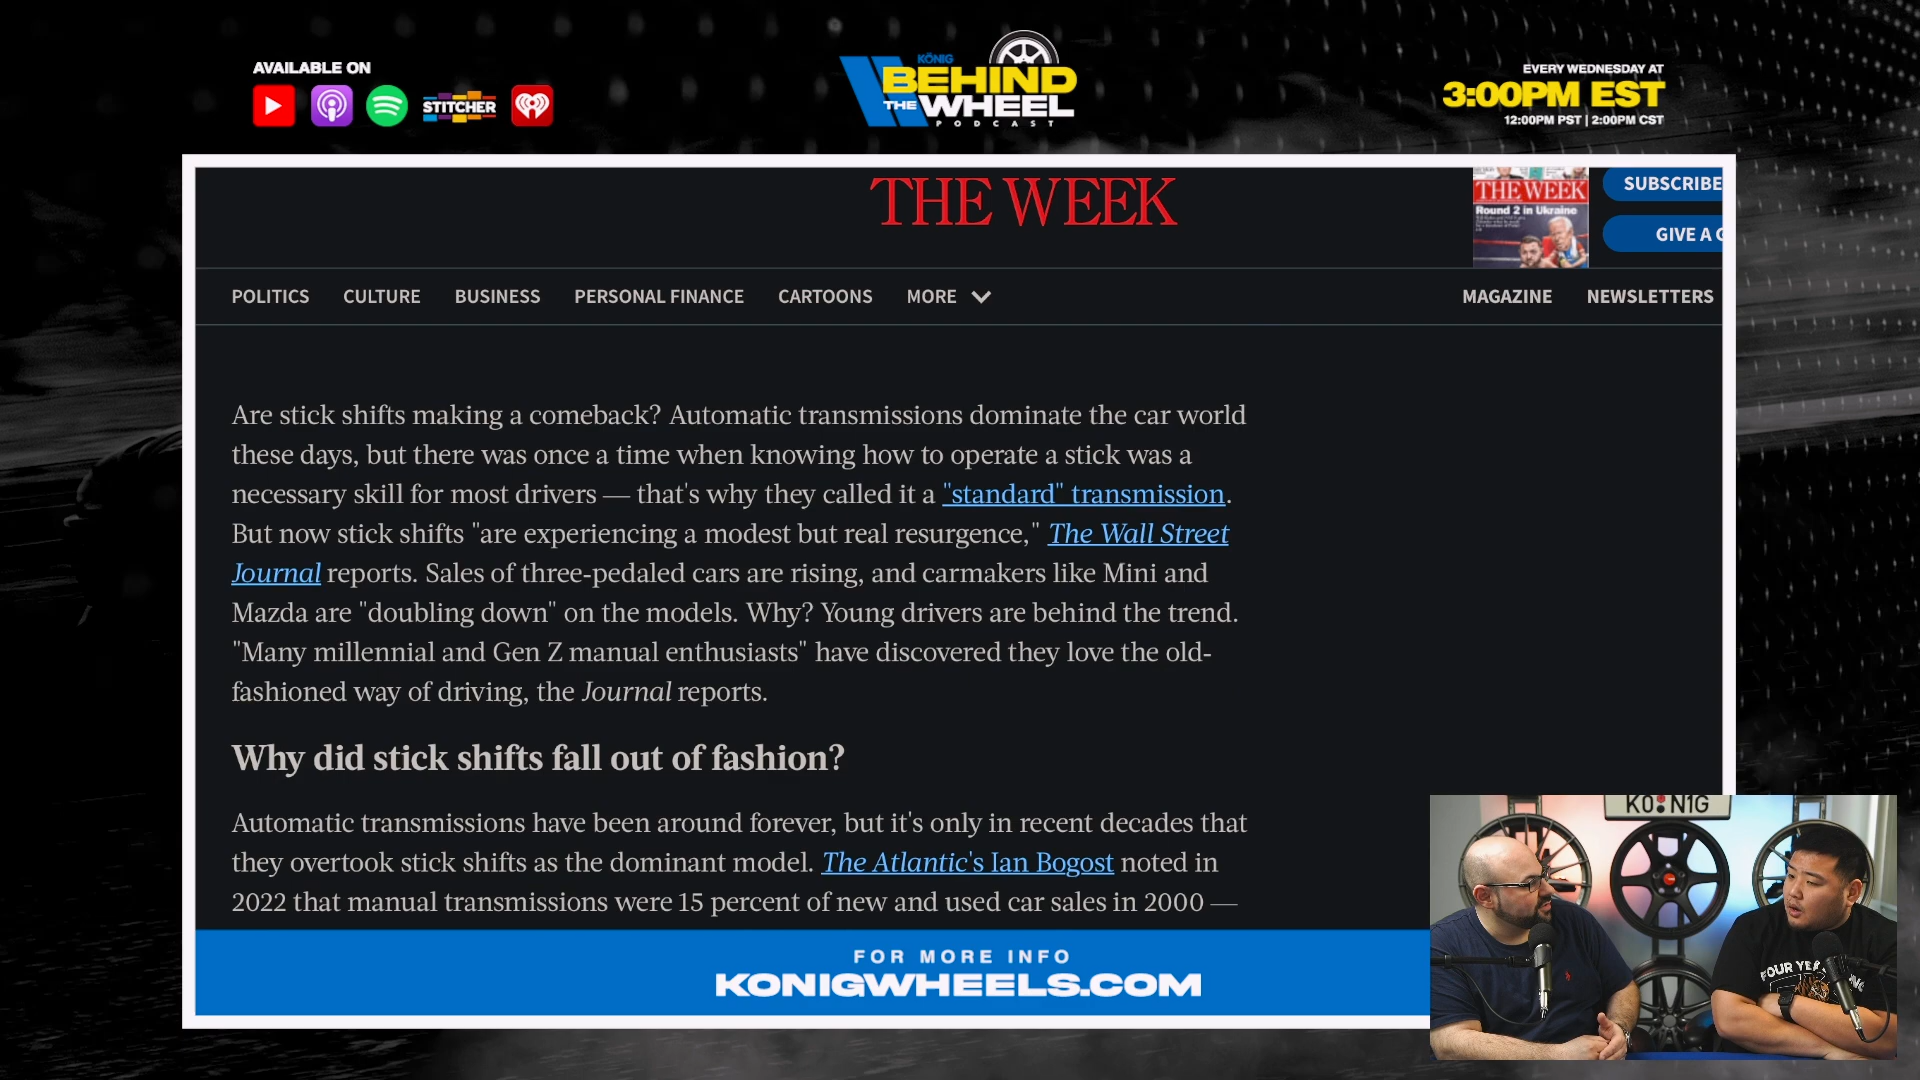 AVAILABLE ON
STITCHER
KÖNIG
BEHIND
THE WHEEL
PODCAST
EVERY WEDNESDAY AT
3:00PM EST
12:00PM PST | 2:00PM CST
THE WEEK
THE WEEK
Round 2 in Ukraine
SUBSCRIBE
GIVE A G
POLITICS CULTURE BUSINESS PERSONAL FINANCE CARTOONS MORE MAGAZINE NEWSLETTERS
Are stick shifts making a comeback? Automatic transmissions dominate the car world
these days, but there was once a time when knowing how to operate a stick was a
necessary skill for most drivers — that's why they called it a "standard" transmission.
But now stick shifts "are experiencing a modest but real resurgence," The Wall Street
Journal reports. Sales of three-pedaled cars are rising, and carmakers like Mini and
Mazda are "doubling down" on the models. Why? Young drivers are behind the trend.
"Many millennial and Gen Z manual enthusiasts" have discovered they love the old-
fashioned way of driving, the Journal reports.
Why did stick shifts fall out of fashion?
Automatic transmissions have been around forever, but it's only in recent decades that
they overtook stick shifts as the dominant model. The Atlantic's Ian Bogost noted in
2022 that manual transmissions were 15 percent of new and used car sales in 2000 —
FOR MORE INFO
KONIGWHEELS.COM
KO N1G
FOUR